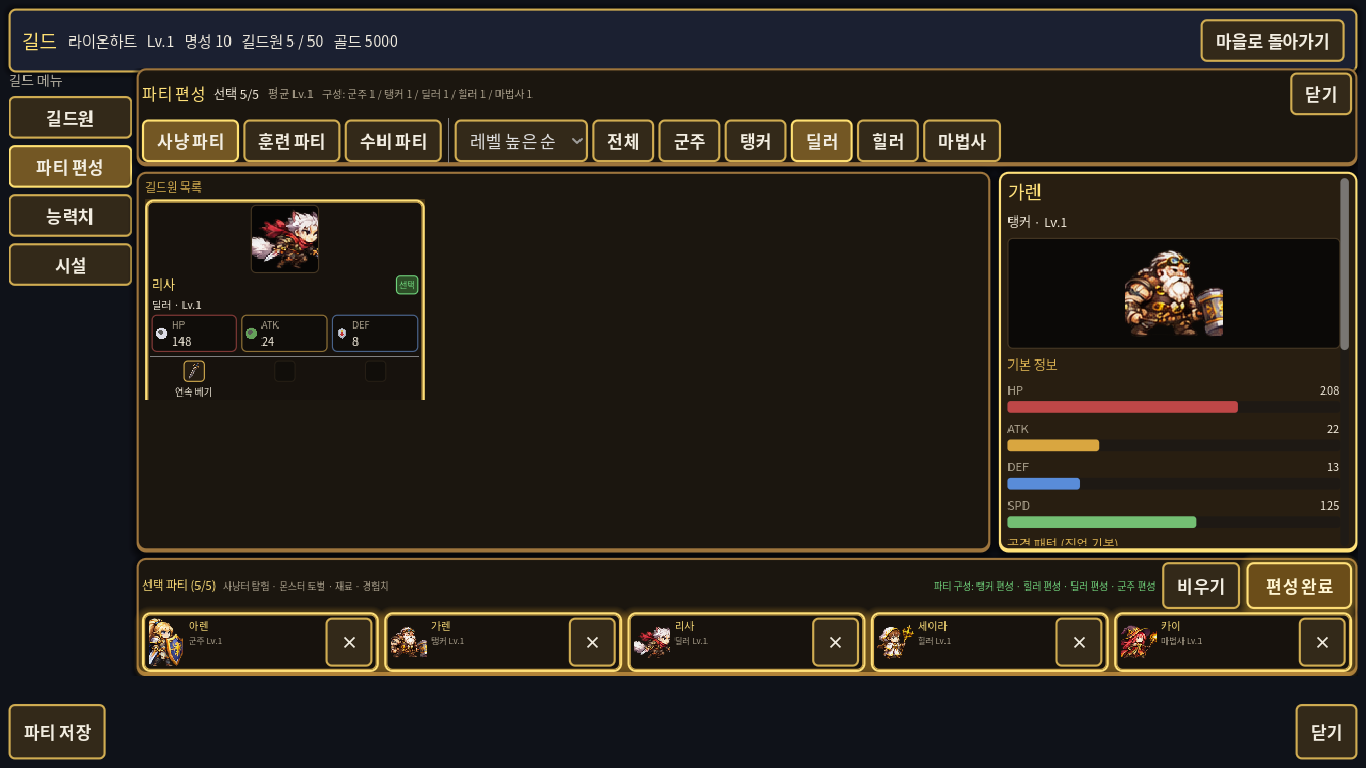 길드 라이온하트 Lv.1 명성 10 길드원 5 / 50 골드 5000
마을로 돌아가기
길드 메뉴
길드원
파티 편성
능력치
시설
파티 편성 선택 5/5 평균 Lv.1 구성: 군주 1 / 탱커 1 / 딜러 1 / 힐러 1 / 마법사 1
닫기
사냥 파티 훈련 파티 수비 파티 레벨 높은 순 전체 군주 탱커 딜러 힐러 마법사
길드원 목록
리사
선택
딜러 · Lv.1
HP 148
ATK 24
DEF 8
연속 베기
가렌
탱커 · Lv.1
기본 정보
HP 208
ATK 22
DEF 13
SPD 125
공격 패턴 (직업 기본)
선택 파티 (5/5) 사냥터 탐험 · 몬스터 토벌 · 재료 · 경험치
파티 구성: 탱커 편성 · 힐러 편성 · 딜러 편성 · 군주 편성
비우기
편성 완료
아렌
군주 Lv.1
×
가렌
탱커 Lv.1
×
리사
딜러 Lv.1
×
세이라
힐러 Lv.1
×
카이
마법사 Lv.1
×
파티 저장
닫기